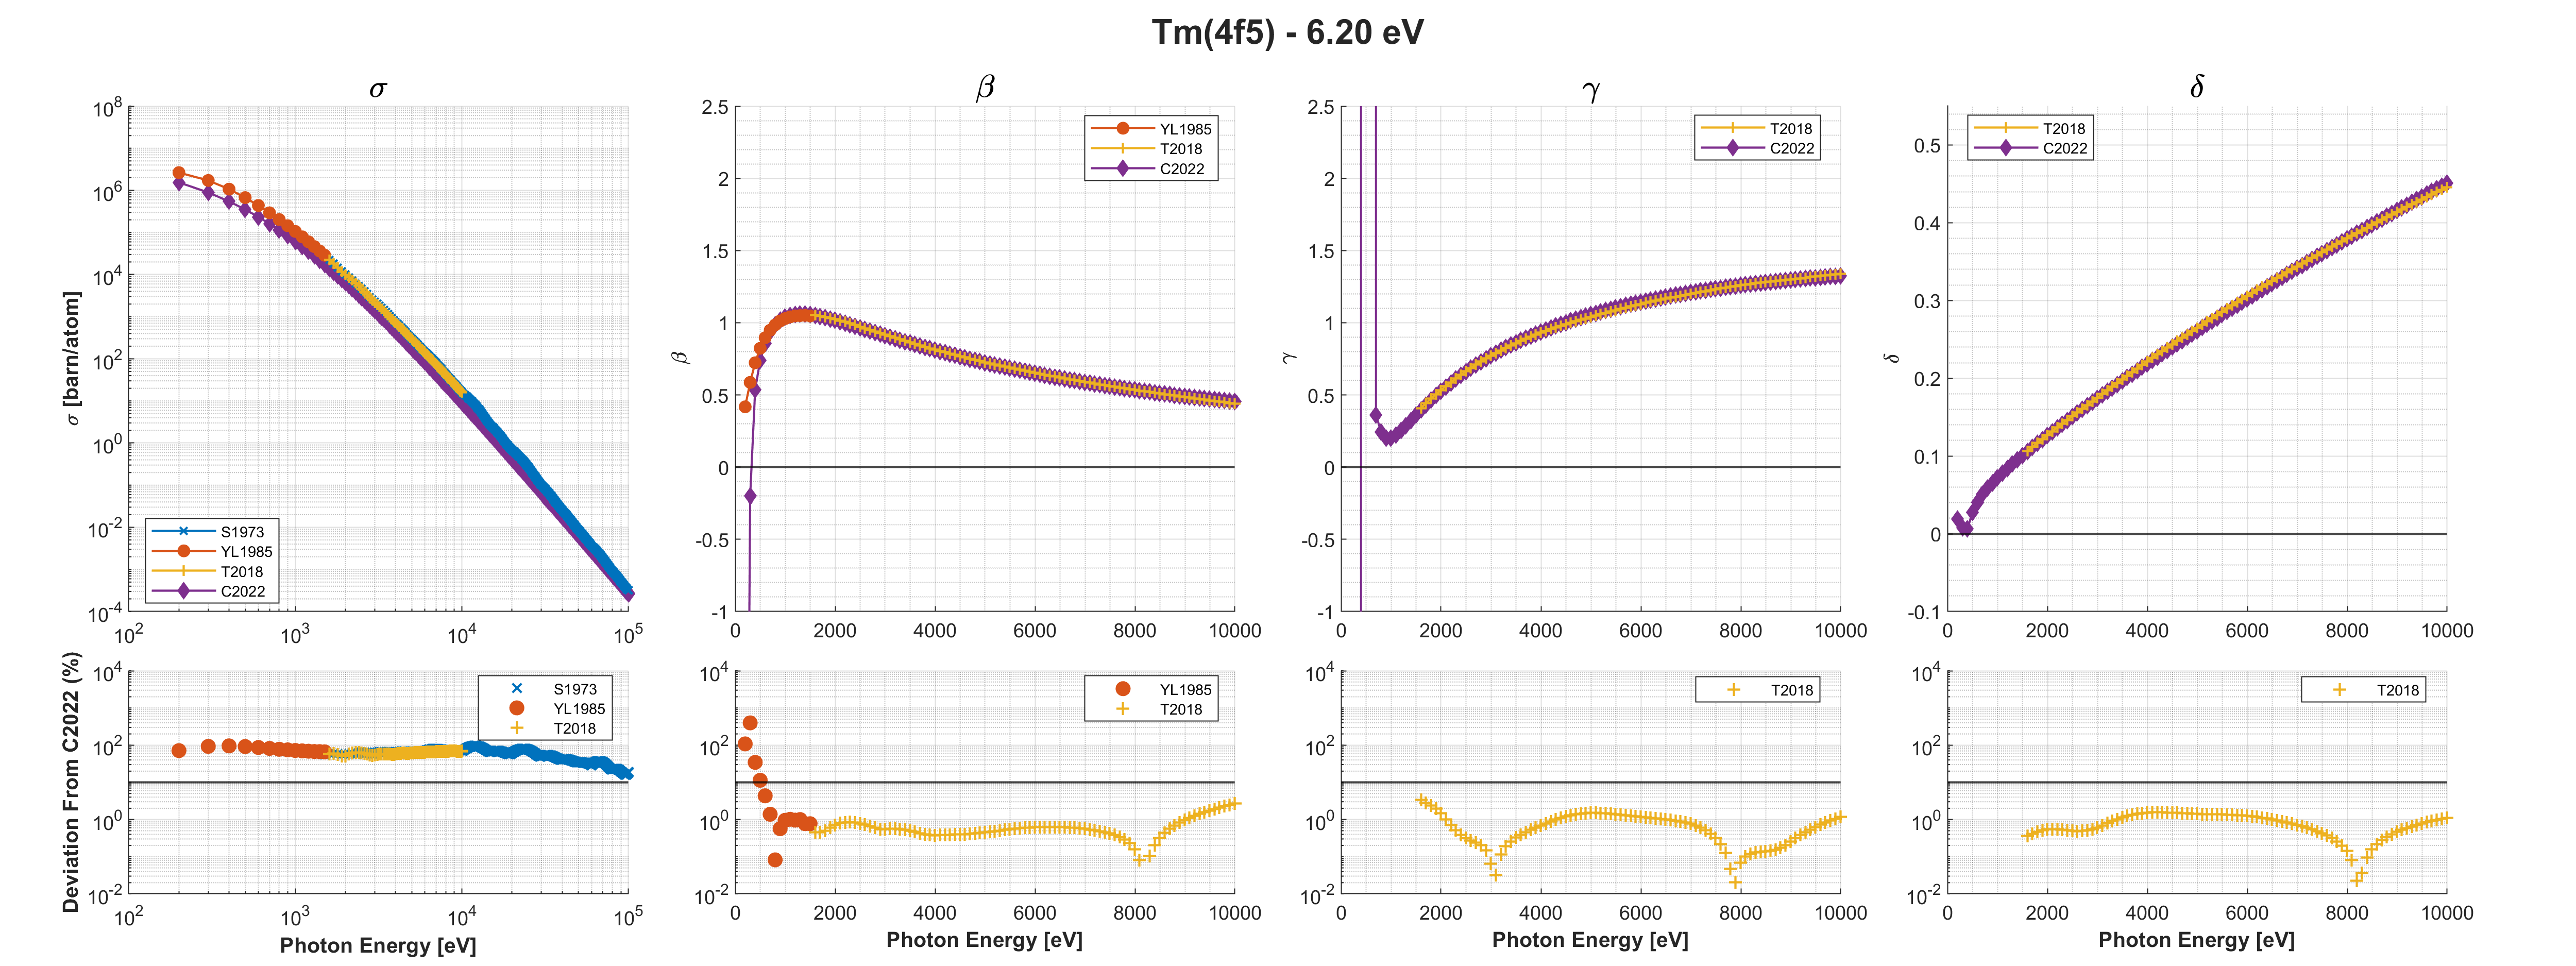 Tm(4f5) - 6.20 eV
σ
σ [barn/atom]
10^8
10^6
10^4
10^2
10^0
10^-2
10^-4
10^2 10^3 10^4 10^5
S1973
YL1985
T2018
C2022
β
β
2.5
2
1.5
1
0.5
0
-0.5
-1
0 2000 4000 6000 8000 10000
YL1985
T2018
C2022
γ
γ
2.5
2
1.5
1
0.5
0
-0.5
-1
0 2000 4000 6000 8000 10000
T2018
C2022
δ
δ
0.5
0.4
0.3
0.2
0.1
0
-0.1
0 2000 4000 6000 8000 10000
T2018
C2022
Deviation From C2022 (%)
10^4
10^2
10^0
10^-2
10^2 10^3 10^4 10^5
Photon Energy [eV]
S1973
YL1985
T2018
10^4
10^2
10^0
10^-2
0 2000 4000 6000 8000 10000
Photon Energy [eV]
YL1985
T2018
10^4
10^2
10^0
10^-2
0 2000 4000 6000 8000 10000
Photon Energy [eV]
T2018
10^4
10^2
10^0
10^-2
0 2000 4000 6000 8000 10000
Photon Energy [eV]
T2018